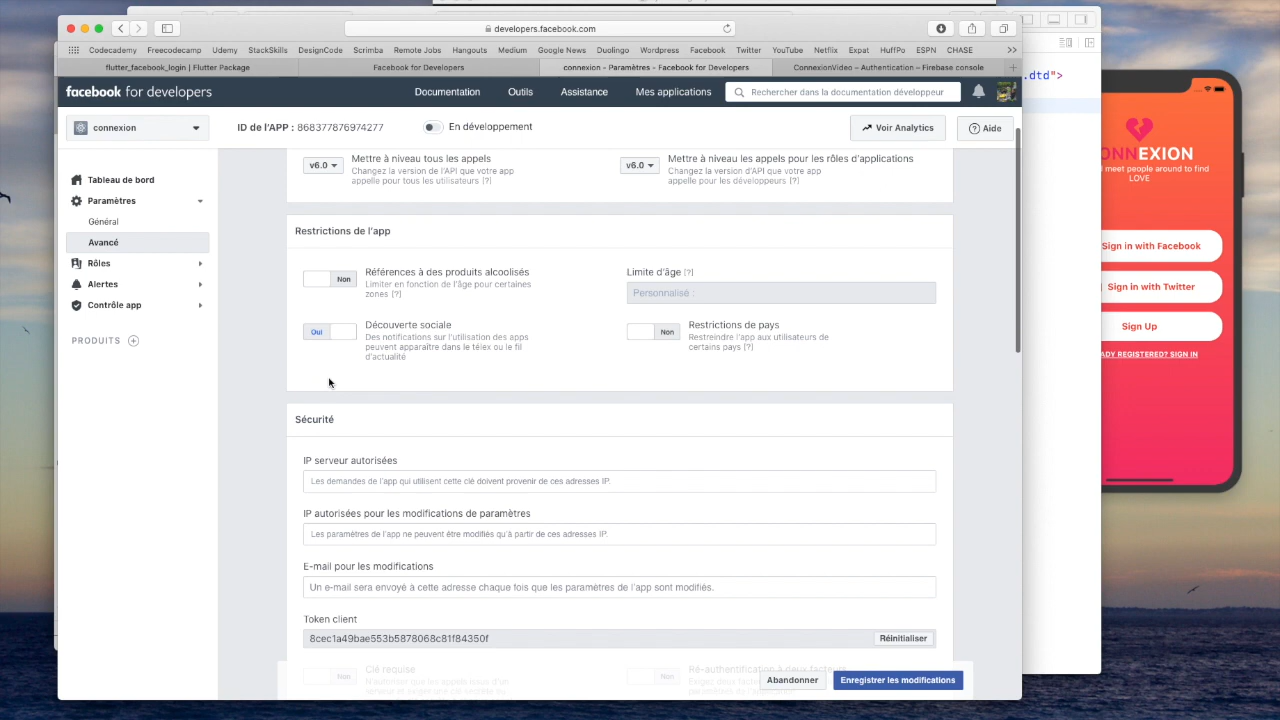 developers.facebook.com
Codecademy Freecodecamp Udemy StackSkills DesignCode Stirinta Remote Jobs Hangouts Medium Google News Duolingo Wordpress Facebook Twitter YouTube Netflix Expat HuffPo ESPN CHASE
flutter_facebook_login | Flutter Package
Facebook for Developers
connexion - Paramètres - Facebook for Developers
ConnexionVideo – Authentication – Firebase console
.dtd">
facebook for developers
Documentation Outils Assistance Mes applications
Rechercher dans la documentation développeur
connexion
ID de l'APP : 868377876974277
En développement
Voir Analytics
Aide
Tableau de bord
Paramètres
Général
Avancé
Rôles
Alertes
Contrôle app
PRODUITS
v6.0
Mettre à niveau tous les appels
Changez la version de l'API que votre app
appelle pour tous les utilisateurs [?]
v6.0
Mettre à niveau les appels pour les rôles d'applications
Changez la version d'API que votre app
appelle pour les développeurs [?]
Restrictions de l'app
Non
Références à des produits alcoolisés
Limiter en fonction de l'âge pour certaines
zones [?]
Limite d'âge [?]
Personnalisé :
Oui
Découverte sociale
Des notifications sur l'utilisation des apps
peuvent apparaître dans le télex ou le fil
d'actualité
Non
Restrictions de pays
Restreindre l'app aux utilisateurs de
certains pays [?]
Sécurité
IP serveur autorisées
Les demandes de l'app qui utilisent cette clé doivent provenir de ces adresses IP.
IP autorisées pour les modifications de paramètres
Les paramètres de l'app ne peuvent être modifiés qu'à partir de ces adresses IP.
E-mail pour les modifications
Un e-mail sera envoyé à cette adresse chaque fois que les paramètres de l'app sont modifiés.
Token client
8cec1a49bae553b5878068c81f84350f
Réinitialiser
Non
Clé requise
Non
Ré-authentification à deux facteurs
Abandonner
Enregistrer les modifications
ONNEXION
meet people around to find
LOVE
Sign in with Facebook
Sign in with Twitter
Sign Up
ADY REGISTERED? SIGN IN